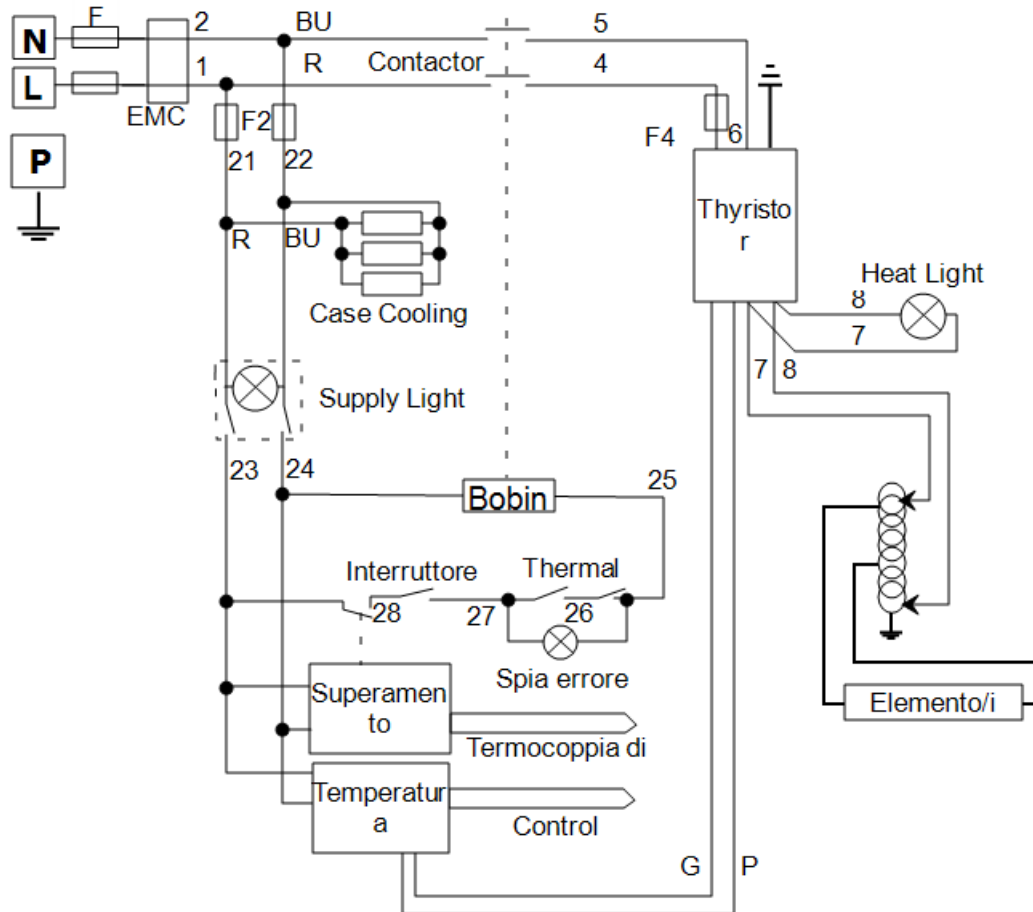 N
F
2
BU
5
L
1
R
Contactor
4
EMC
F2
F4
6
P
21
22
Thyristo
r
R
BU
Heat Light
8
7
Case Cooling
7
8
Supply Light
23
24
25
Bobin
Interruttore
Thermal
28
27
26
Spia errore
Superamen
to
Elemento/i
Termocoppia di
Temperatur
a
Control
G
P